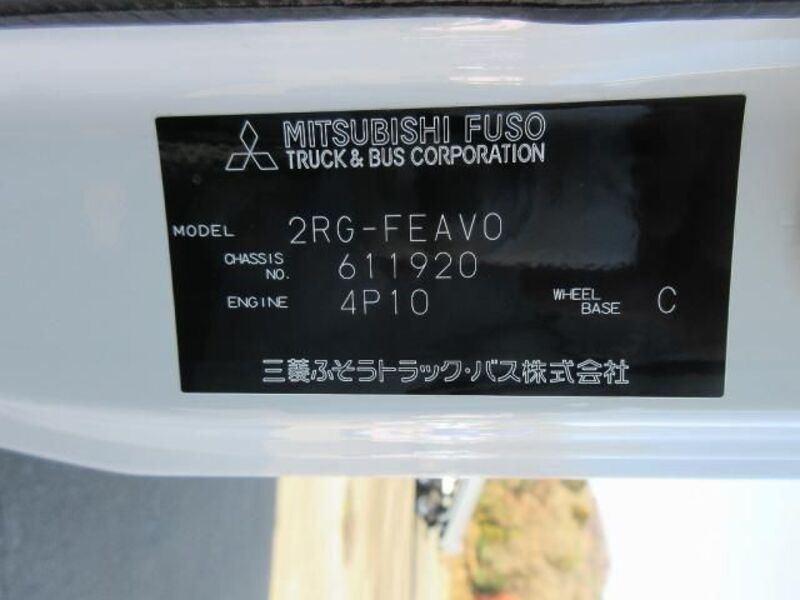 MITSUBISHI FUSO
TRUCK & BUS CORPORATION
MODEL 2RG-FEAV0
CHASSIS NO. 611920
ENGINE 4P10 WHEEL BASE C
三菱ふそうトラック・バス株式会社